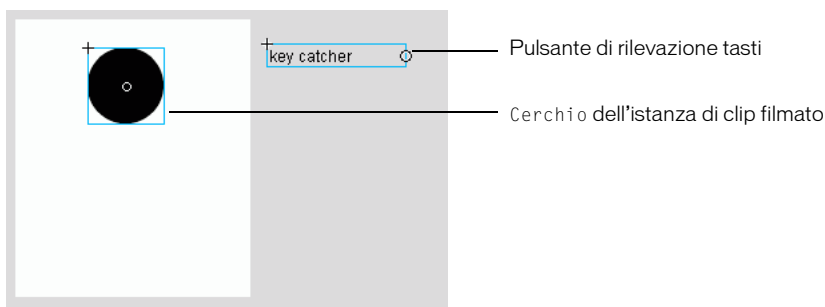 key catcher
Pulsante di rilevazione tasti
Cerchio dell'istanza di clip filmato